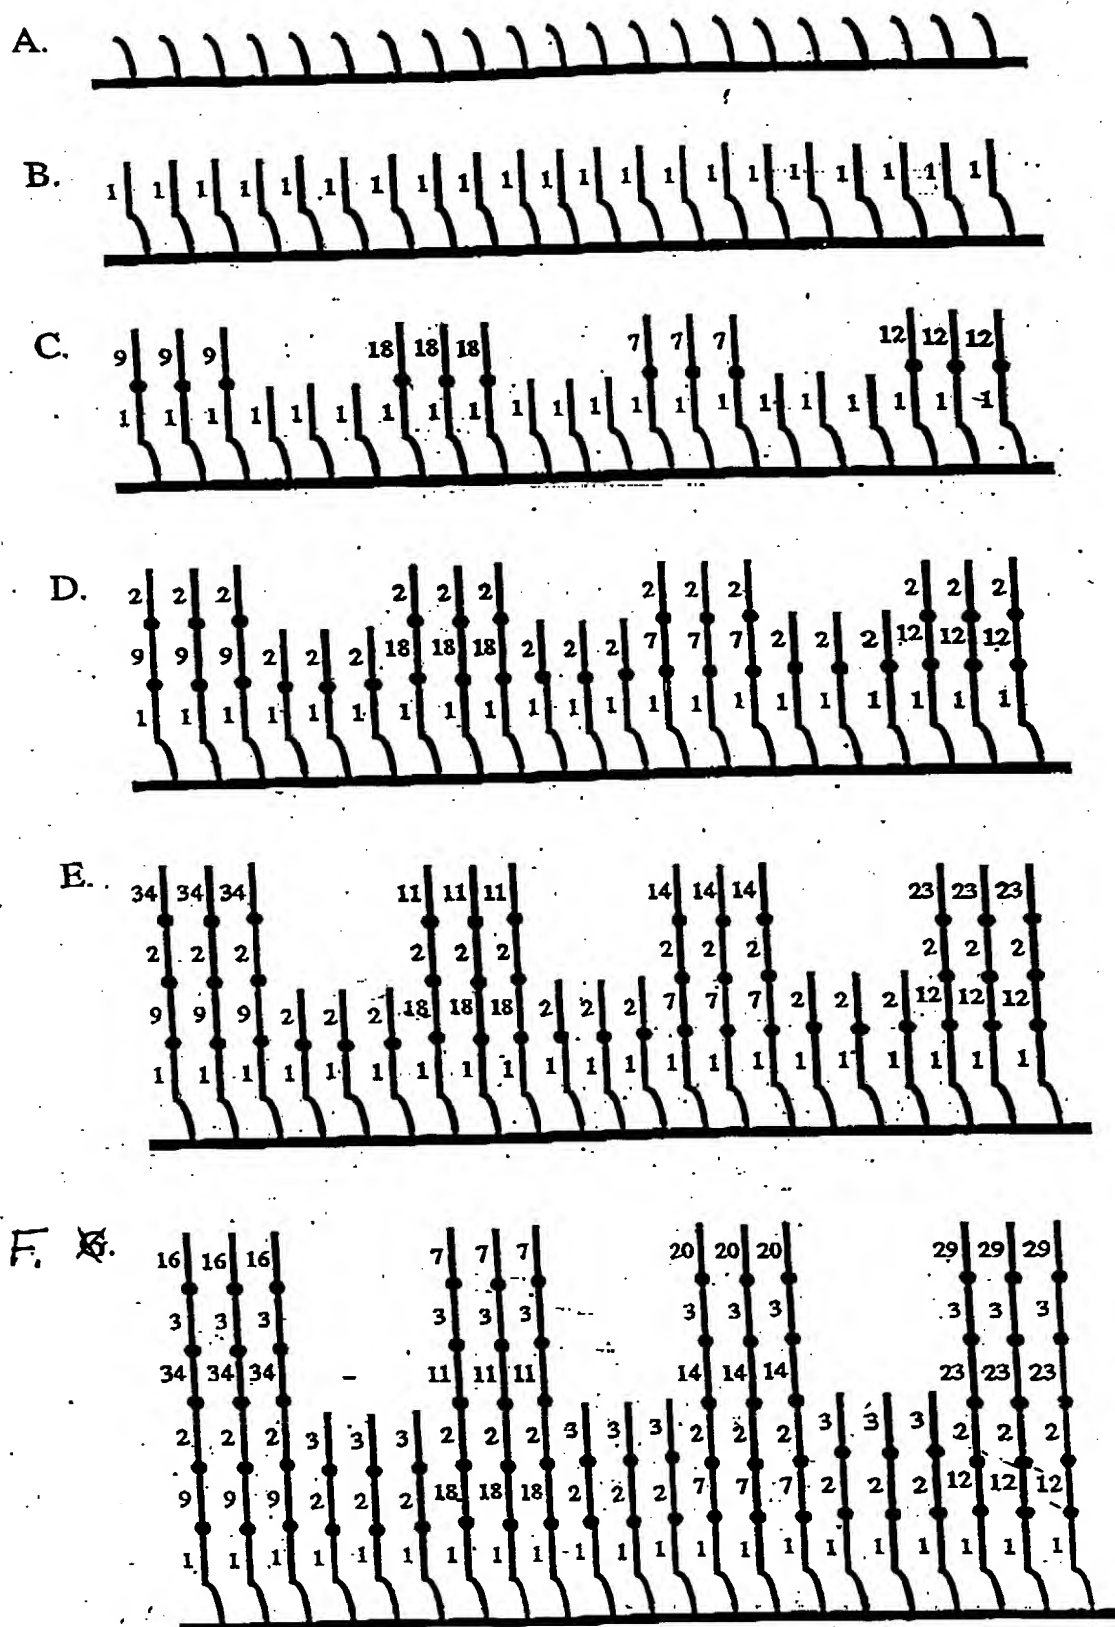 A.
B. 1 1 1 1 1 1 1 1 1 1 1 1 1 1 1 1 1 1 1 1 1
C. 9 9 9 18 18 18 7 7 7 12 12 12
1 1 1 1 1 1 1 1 1 1 1 1 1 1 1 1 1 1 1 1 1
D. 2 2 2 2 2 2 2 2 2 2 2 2
9 9 9 2 2 2 18 18 18 2 2 2 7 7 7 2 2 2 12 12 12
1 1 1 1 1 1 1 1 1 1 1 1 1 1 1 1 1 1 1 1 1
E. 34 34 34 11 11 11 14 14 14 23 23 23
2 2 2 2 2 2 2 2 2 2 2 2
9 9 9 2 2 2 18 18 18 2 2 2 7 7 7 2 2 2 12 12 12
1 1 1 1 1 1 1 1 1 1 1 1 1 1 1 1 1 1 1 1 1
F. G. 16 16 16 7 7 7 20 20 20 29 29 29
3 3 3 3 3 3 3 3 3 3 3 3
34 34 34 11 11 11 14 14 14 23 23 23
2 2 2 3 3 3 2 2 2 3 3 3 2 2 2 3 3 3 2 2 2
9 9 9 2 2 2 18 18 18 2 2 2 7 7 7 2 2 2 12 12 12
1 1 1 1 1 1 1 1 1 1 1 1 1 1 1 1 1 1 1 1 1